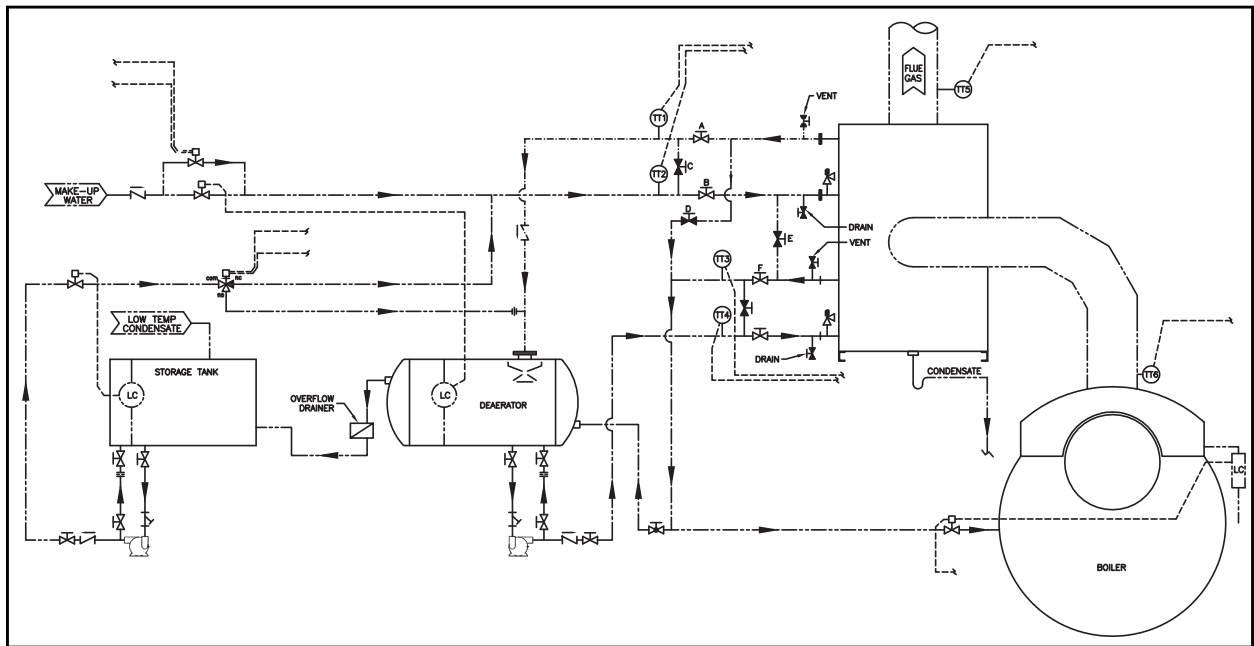 FLUE
GAS
TT5
VENT
TT1
A
C
TT2
B
MAKE-UP
WATER
D
DRAIN
E
VENT
TT3
F
com
nc
no
LOW TEMP
CONDENSATE
TT4
DRAIN
STORAGE TANK
CONDENSATE
TT6
LC
OVERFLOW
DRAINER
LC
DEAERATOR
LC
BOILER